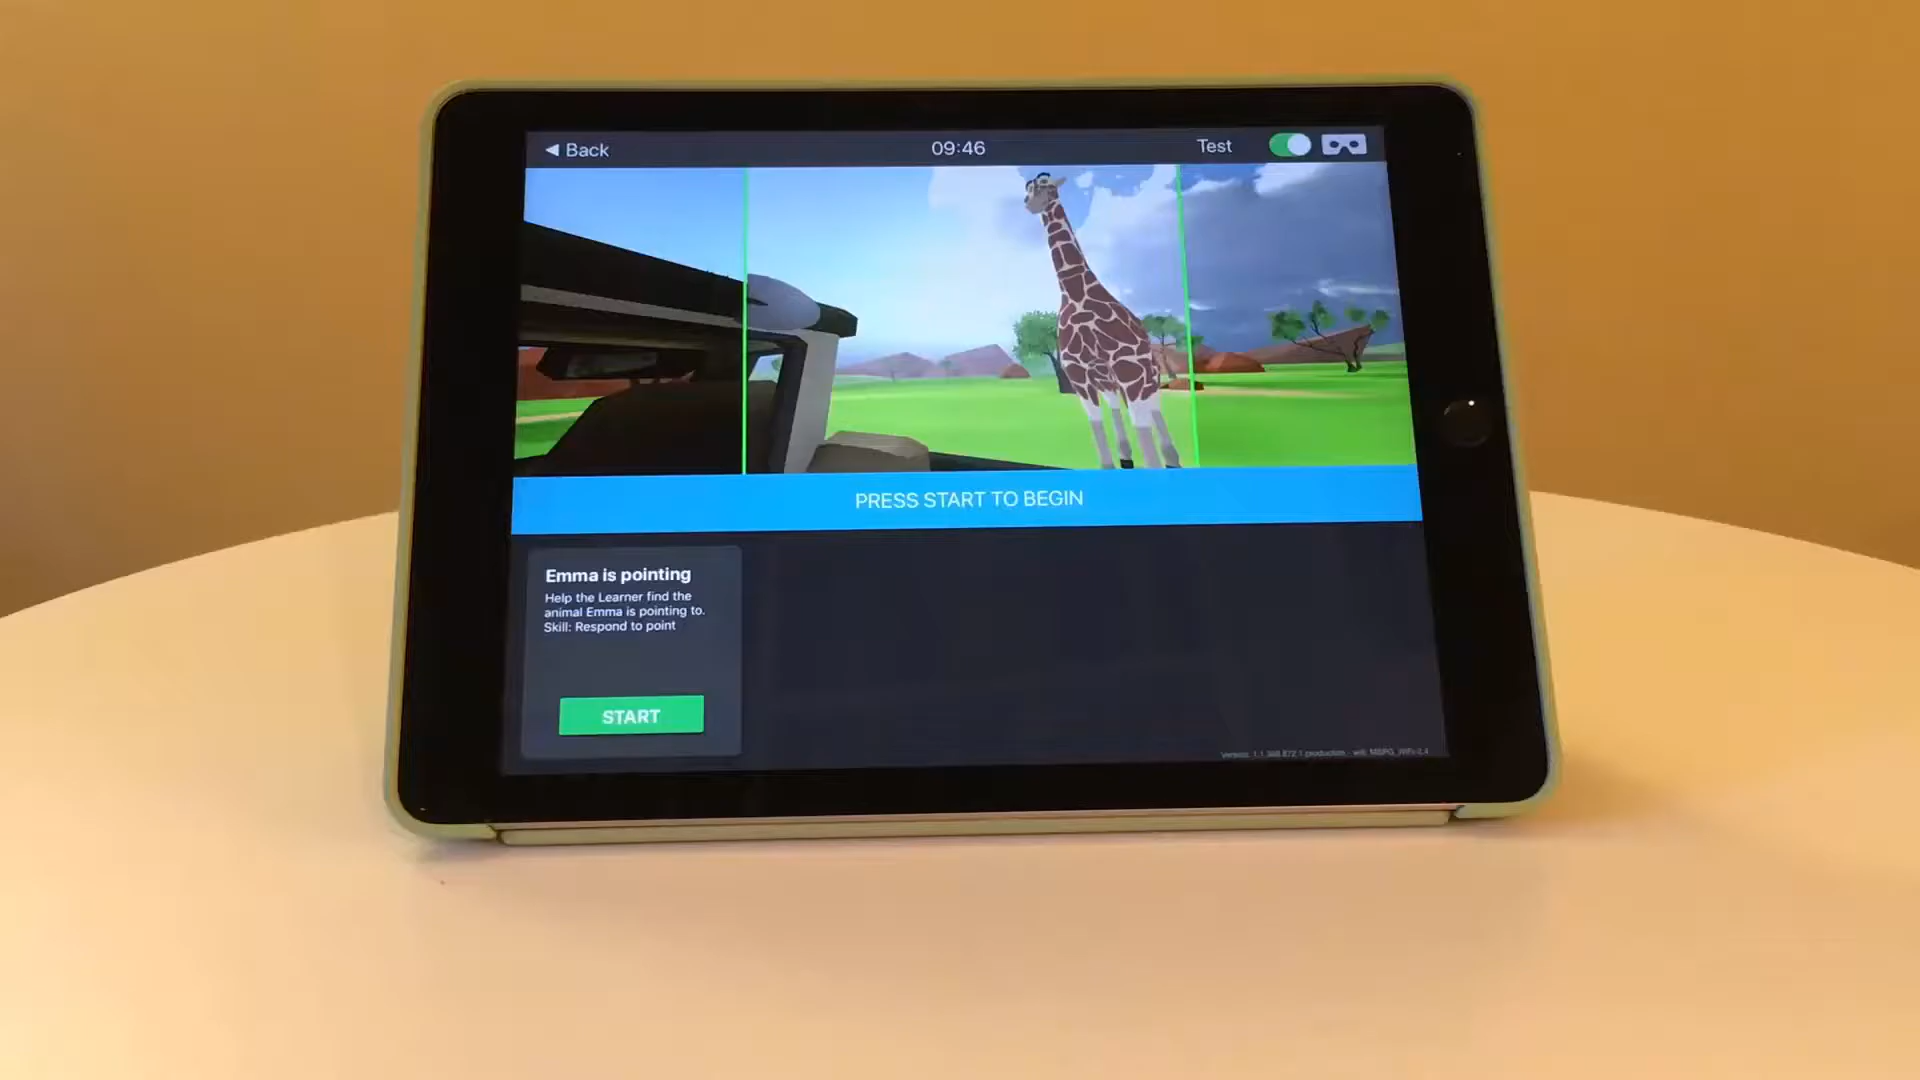 ◀ Back
09:46
Test
PRESS START TO BEGIN
Emma is pointing
Help the Learner find the
animal Emma is pointing to.
Skill: Respond to point
START